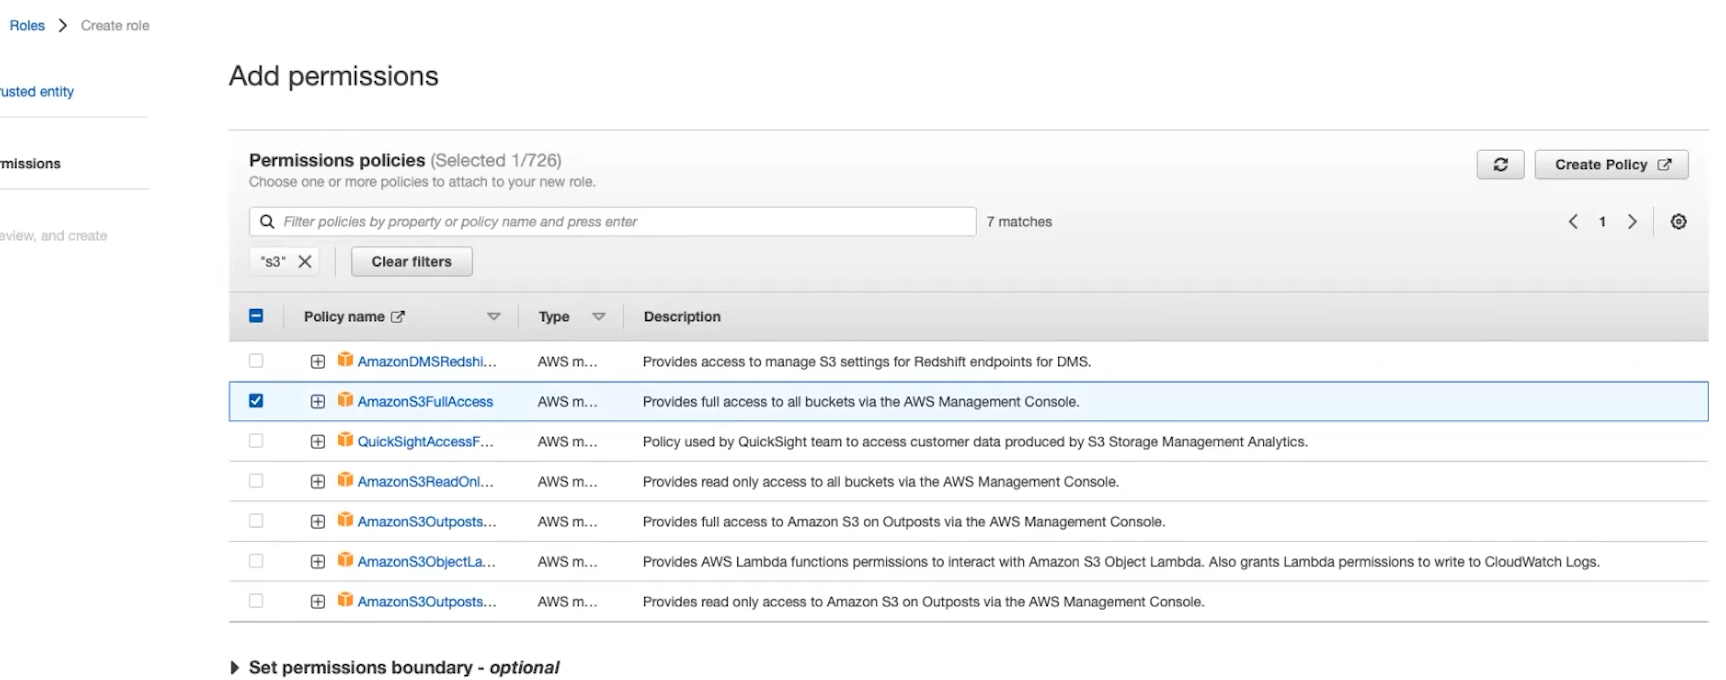 Roles > Create role
usted entity
Add permissions
rmissions
Permissions policies (Selected 1/726)
Create Policy
Choose one or more policies to attach to your new role.
Filter policies by property or policy name and press enter
7 matches
1
eview, and create
"s3"
Clear filters
Policy name Type Description
AmazonDMSRedshi... AWS m... Provides access to manage S3 settings for Redshift endpoints for DMS.
AmazonS3FullAccess AWS m... Provides full access to all buckets via the AWS Management Console.
QuickSightAccessF... AWS m... Policy used by QuickSight team to access customer data produced by S3 Storage Management Analytics.
AmazonS3ReadOnl... AWS m... Provides read only access to all buckets via the AWS Management Console.
AmazonS3Outposts... AWS m... Provides full access to Amazon S3 on Outposts via the AWS Management Console.
AmazonS3ObjectLa... AWS m... Provides AWS Lambda functions permissions to interact with Amazon S3 Object Lambda. Also grants Lambda permissions to write to CloudWatch Logs.
AmazonS3Outposts... AWS m... Provides read only access to Amazon S3 on Outposts via the AWS Management Console.
Set permissions boundary - optional